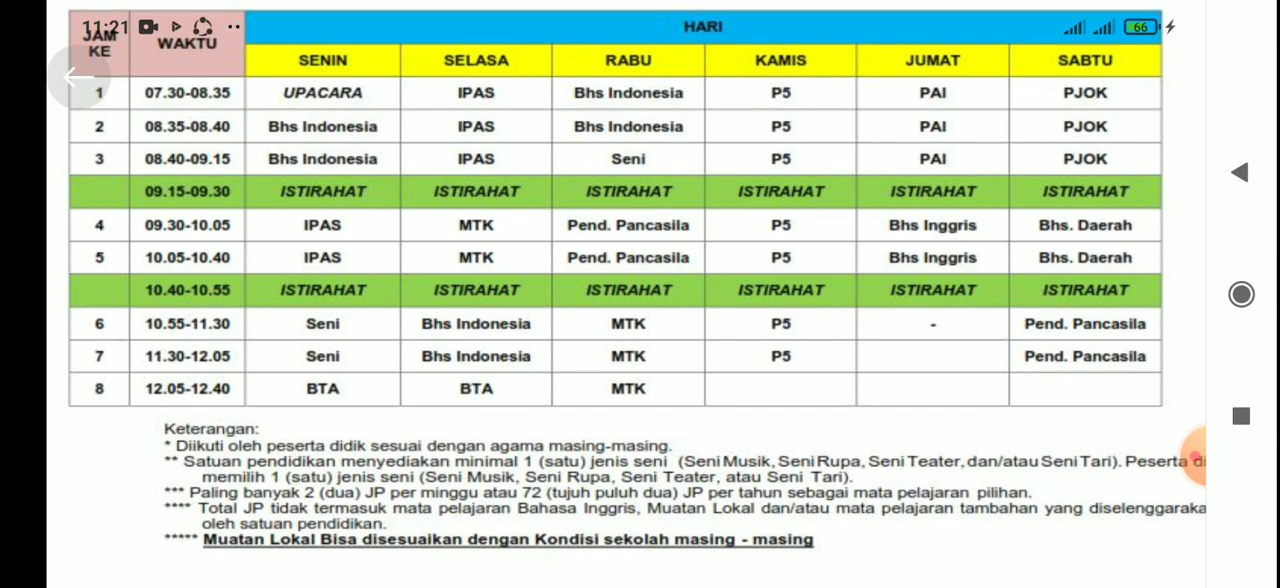 11:21
66
JAM KE WAKTU HARI
SENIN SELASA RABU KAMIS JUMAT SABTU
1 07.30-08.35 UPACARA IPAS Bhs Indonesia P5 PAI PJOK
2 08.35-08.40 Bhs Indonesia IPAS Bhs Indonesia P5 PAI PJOK
3 08.40-09.15 Bhs Indonesia IPAS Seni P5 PAI PJOK
09.15-09.30 ISTIRAHAT ISTIRAHAT ISTIRAHAT ISTIRAHAT ISTIRAHAT ISTIRAHAT
4 09.30-10.05 IPAS MTK Pend. Pancasila P5 Bhs Inggris Bhs. Daerah
5 10.05-10.40 IPAS MTK Pend. Pancasila P5 Bhs Inggris Bhs. Daerah
10.40-10.55 ISTIRAHAT ISTIRAHAT ISTIRAHAT ISTIRAHAT ISTIRAHAT ISTIRAHAT
6 10.55-11.30 Seni Bhs Indonesia MTK P5 - Pend. Pancasila
7 11.30-12.05 Seni Bhs Indonesia MTK P5 Pend. Pancasila
8 12.05-12.40 BTA BTA MTK
Keterangan:
* Diikuti oleh peserta didik sesuai dengan agama masing-masing.
** Satuan pendidikan menyediakan minimal 1 (satu) jenis seni (Seni Musik, Seni Rupa, Seni Teater, dan/atau Seni Tari). Peserta di
memilih 1 (satu) jenis seni (Seni Musik, Seni Rupa, Seni Teater, atau Seni Tari).
*** Paling banyak 2 (dua) JP per minggu atau 72 (tujuh puluh dua) JP per tahun sebagai mata pelajaran pilihan.
**** Total JP tidak termasuk mata pelajaran Bahasa Inggris, Muatan Lokal dan/atau mata pelajaran tambahan yang diselenggaraka
oleh satuan pendidikan.
***** Muatan Lokal Bisa disesuaikan dengan Kondisi sekolah masing - masing